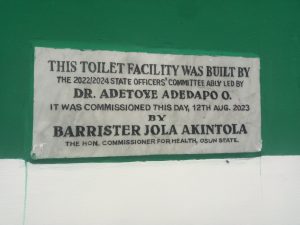 THIS TOILET FACILITY WAS BUILT BY
THE 2022/2024 STATE OFFICERS' COMMITTEE ABLY LED BY
DR. ADETOYE ADEDAPO O.
IT WAS COMMISSIONED THIS DAY, 12TH AUG. 2023
BY
BARRISTER JOLA AKINTOLA
THE HON. COMMISSIONER FOR HEALTH, OSUN STATE.